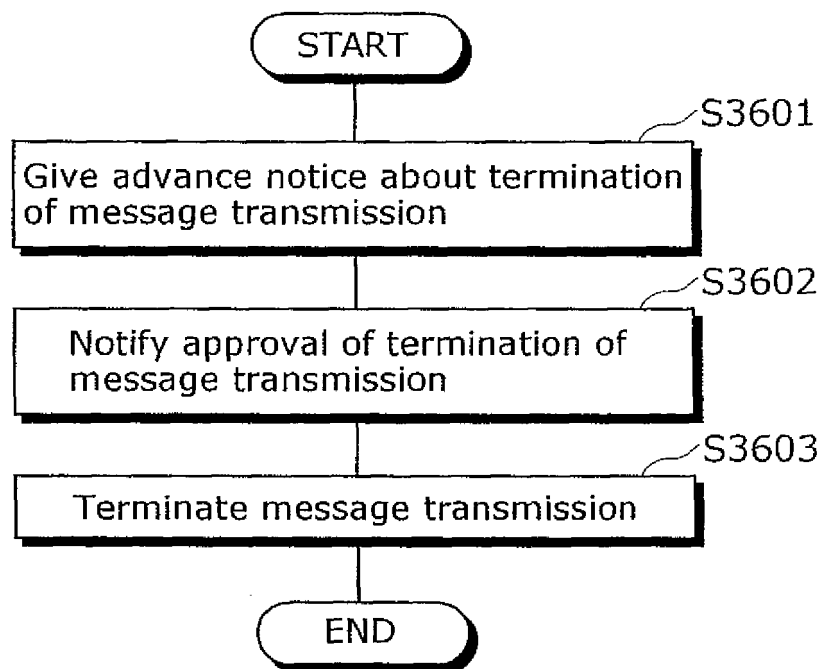 START
S3601
Give advance notice about termination
of message transmission
S3602
Notify approval of termination of
message transmission
S3603
Terminate message transmission
END